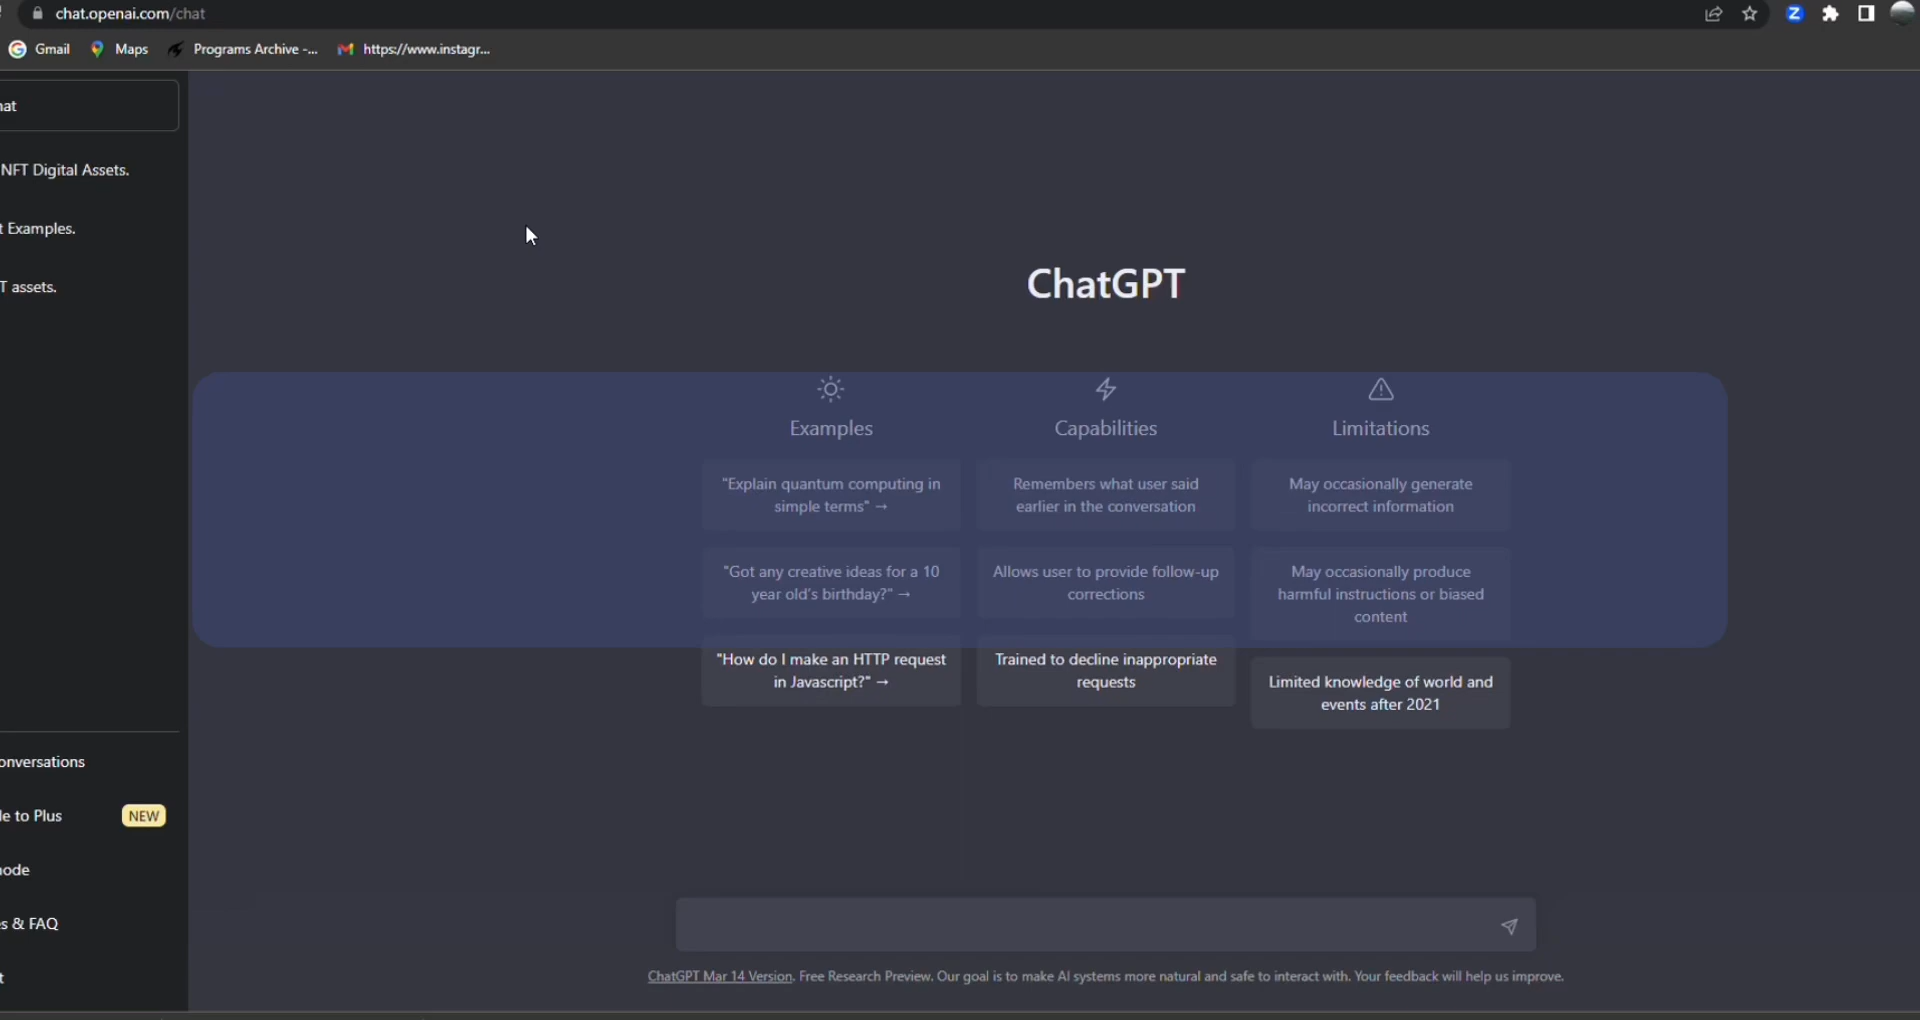 chat.openai.com/chat
Gmail Maps Programs Archive -... https://www.instagr...
hat
NFT Digital Assets.
t Examples.
T assets.
onversations
le to Plus NEW
node
es & FAQ
t
ChatGPT
Examples
"Explain quantum computing in
simple terms" →
"Got any creative ideas for a 10
year old's birthday?" →
"How do I make an HTTP request
in Javascript?" →
Capabilities
Remembers what user said
earlier in the conversation
Allows user to provide follow-up
corrections
Trained to decline inappropriate
requests
Limitations
May occasionally generate
incorrect information
May occasionally produce
harmful instructions or biased
content
Limited knowledge of world and
events after 2021
ChatGPT Mar 14 Version. Free Research Preview. Our goal is to make AI systems more natural and safe to interact with. Your feedback will help us improve.